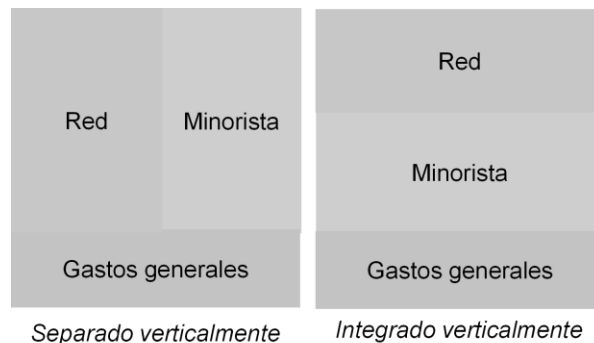 Red
Minorista
Gastos generales
Separado verticalmente
Red
Minorista
Gastos generales
Integrado verticalmente